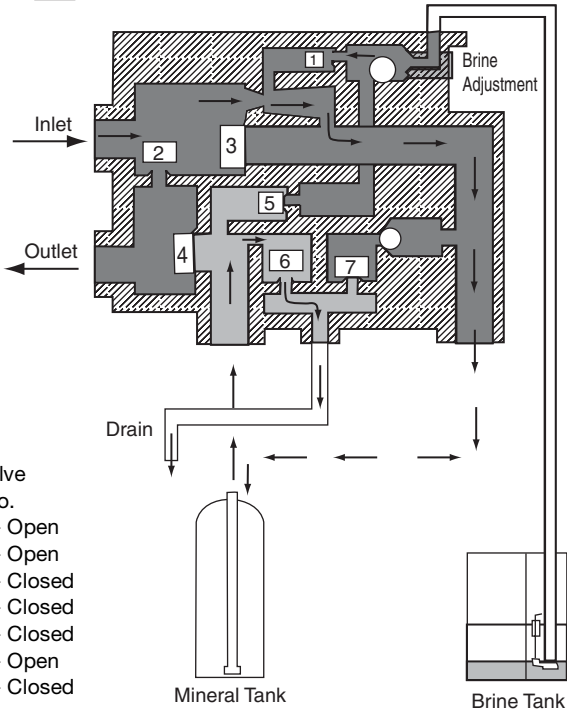 1
Brine
Adjustment
Inlet
2
3
5
Outlet
4
6
7
Drain
lve
o.
Open
Open
Closed
Closed
Closed
Open
Closed
Mineral Tank
Brine Tank